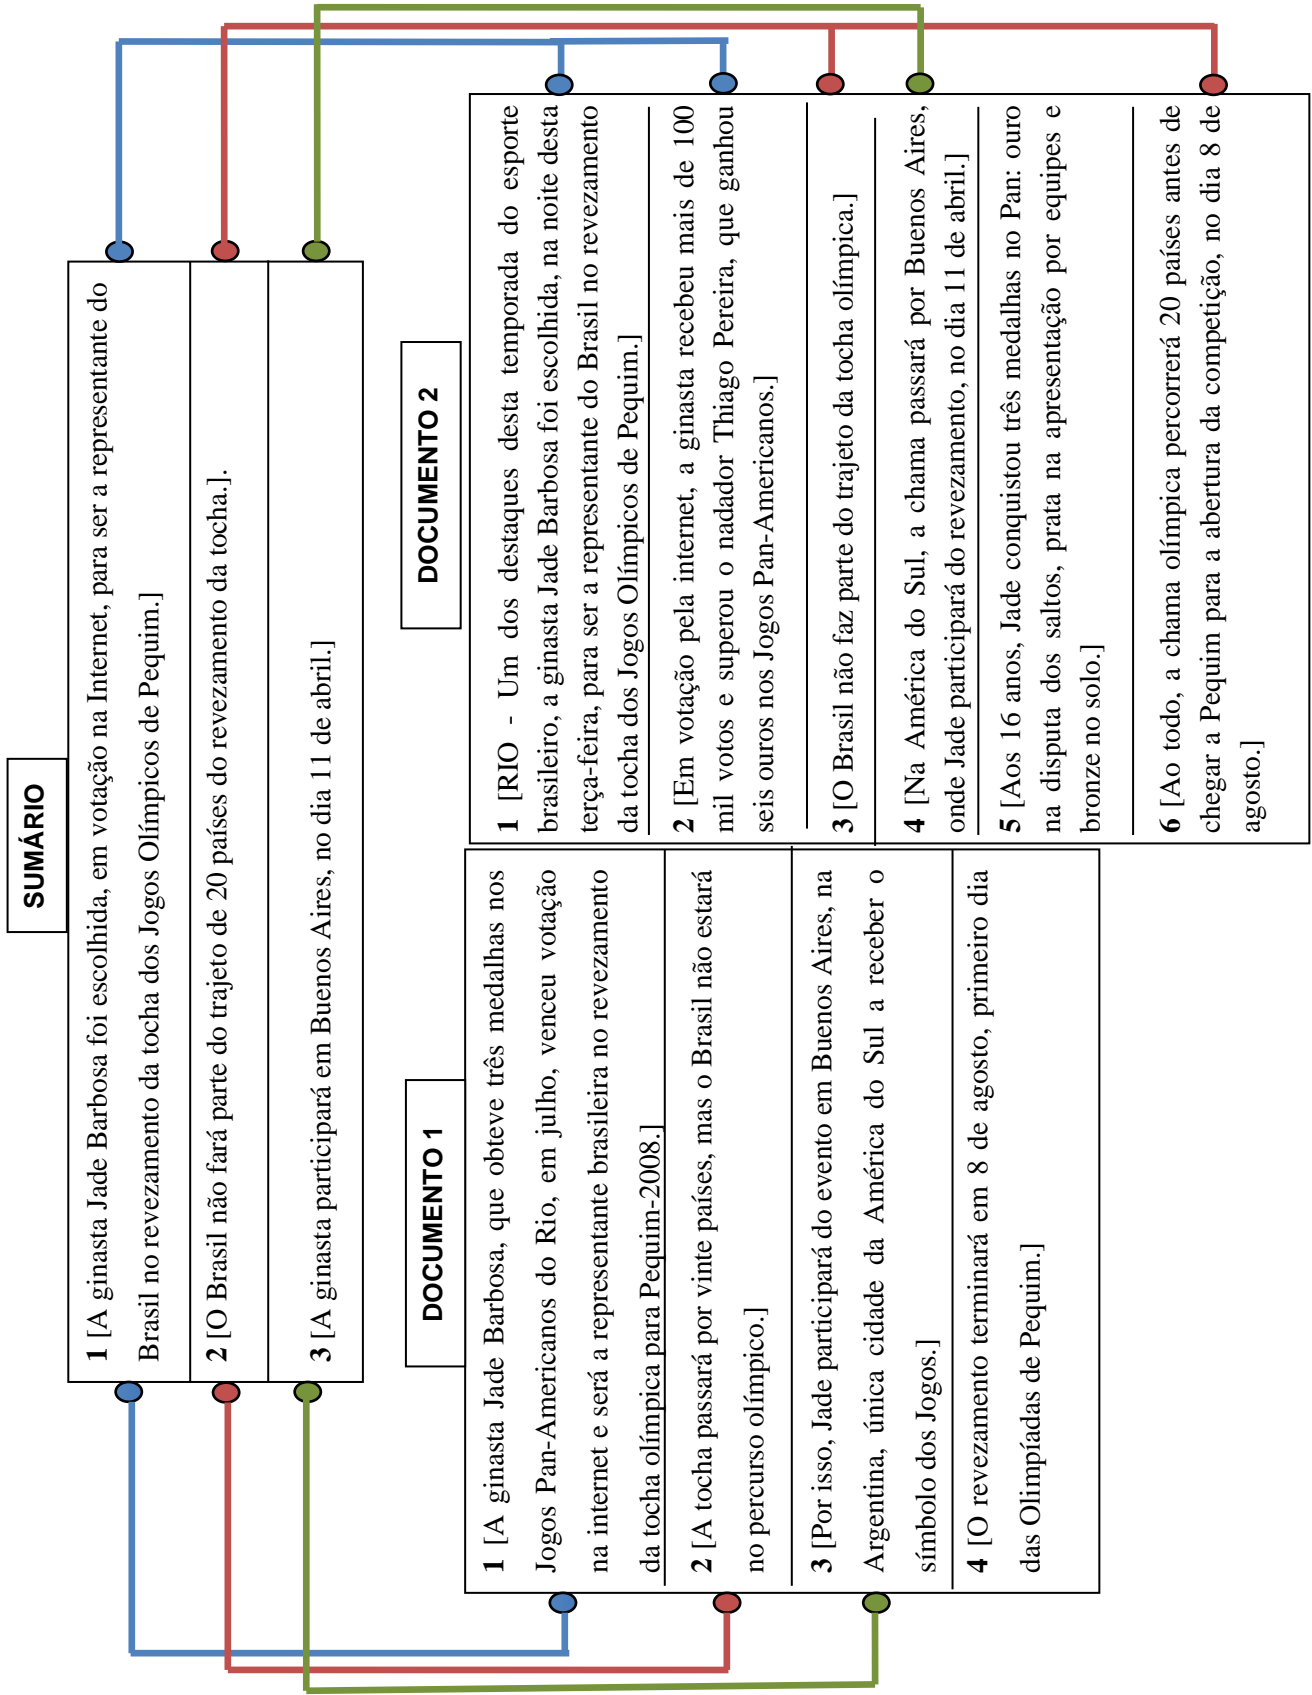 SUMÁRIO
1 [A ginasta Jade Barbosa foi escolhida, em votação na Internet, para ser a representante do
Brasil no revezamento da tocha dos Jogos Olímpicos de Pequim.]
2 [O Brasil não fará parte do trajeto de 20 países do revezamento da tocha.].
3 [A ginasta participará em Buenos Aires, no dia 11 de abril.]
DOCUMENTO 1
1 [A ginasta Jade Barbosa, que obteve três medalhas nos
Jogos Pan-Americanos do Rio, em julho, venceu votação
na internet e será a representante brasileira no revezamento
da tocha olímpica para Pequim-2008.]
2 [A tocha passará por vinte países, mas o Brasil não estará
no percurso olímpico.]
3 [Por isso, Jade participará do evento em Buenos Aires, na
Argentina, única cidade da América do Sul a receber o
símbolo dos Jogos.]
4 [O revezamento terminará em 8 de agosto, primeiro dia
das Olimpíadas de Pequim.]
DOCUMENTO 2
1 [RIO - Um dos destaques desta temporada do esporte
brasileiro, a ginasta Jade Barbosa foi escolhida, na noite desta
terça-feira, para ser a representante do Brasil no revezamento
da tocha dos Jogos Olímpicos de Pequim.]
2 [Em votação pela internet, a ginasta recebeu mais de 100
mil votos e superou o nadador Thiago Pereira, que ganhou
seis ouros nos Jogos Pan-Americanos.]
3 [O Brasil não faz parte do trajeto da tocha olímpica.]
4 [Na América do Sul, a chama passará por Buenos Aires,
onde Jade participará do revezamento, no dia 11 de abril.]
5 [Aos 16 anos, Jade conquistou três medalhas no Pan: ouro
na disputa dos saltos, prata na apresentação por equipes e
bronze no solo.]
6 [Ao todo, a chama olímpica percorrerá 20 países antes de
chegar a Pequim para a abertura da competição, no dia 8 de
agosto.]